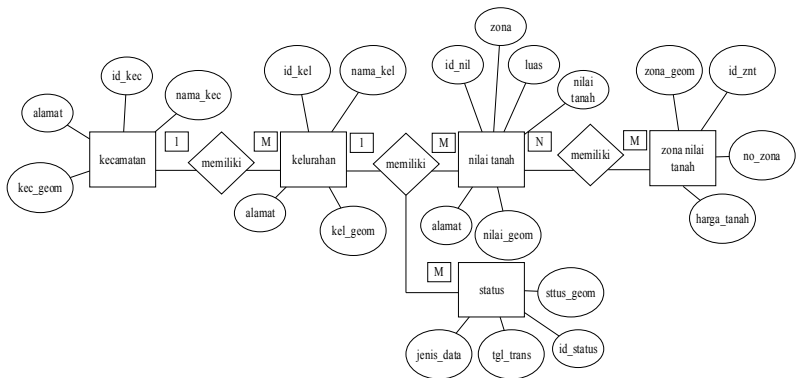 zona
id_nil
luas
nilai
tanah
id_kec
nama_kec
alamat
kec_geom
kecamatan
1
memiliki
M
id_kel
nama_kel
kelurahan
alamat
kel_geom
1
memiliki
M
nilai tanah
alamat
nilai_geom
N
memiliki
M
zona_geom
id_znt
zona nilai
tanah
no_zona
harga_tanah
M
status
sttus_geom
jenis_data
tgl_trans
id_status